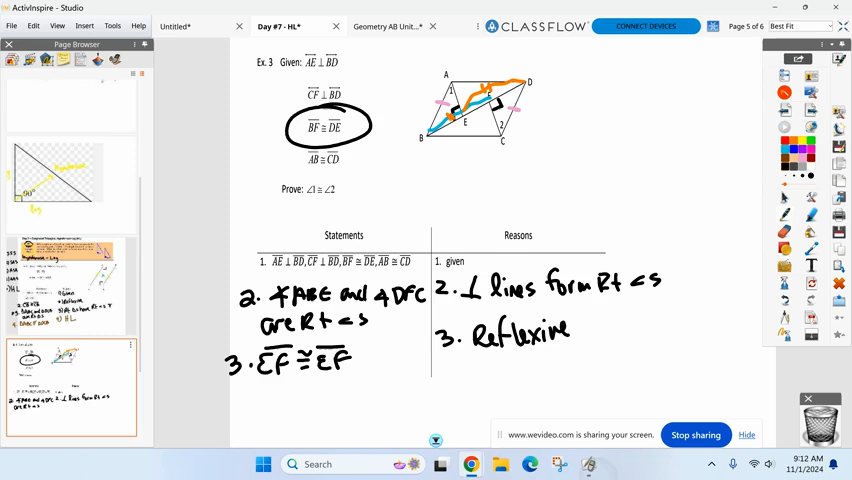 ActivInspire - Studio
File Edit View Insert Tools Help
Untitled*
Day #7 - HL*
Geometry AB Unit...
CLASSFLOW
CONNECT DEVICES
Page 5 of 6
Best Fit
Page Browser
Ex. 3 Given: AE ⊥ BD
CF ⊥ BD
BF ≅ DE
AB ≅ CD
Prove: ∠1 ≅ ∠2
A
D
1
F
E
2
B
C
90°
Statements
Reasons
1. AE ⊥ BD, CF ⊥ BD, BF ≅ DE, AB ≅ CD
1. given
2. ∡ABE and ∡DFC
are Rt <s
2. ⊥ lines form Rt <s
3. EF ≅ EF
3. Reflexive
www.wevideo.com is sharing your screen.
Stop sharing
Hide
Search
9:12 AM
11/1/2024